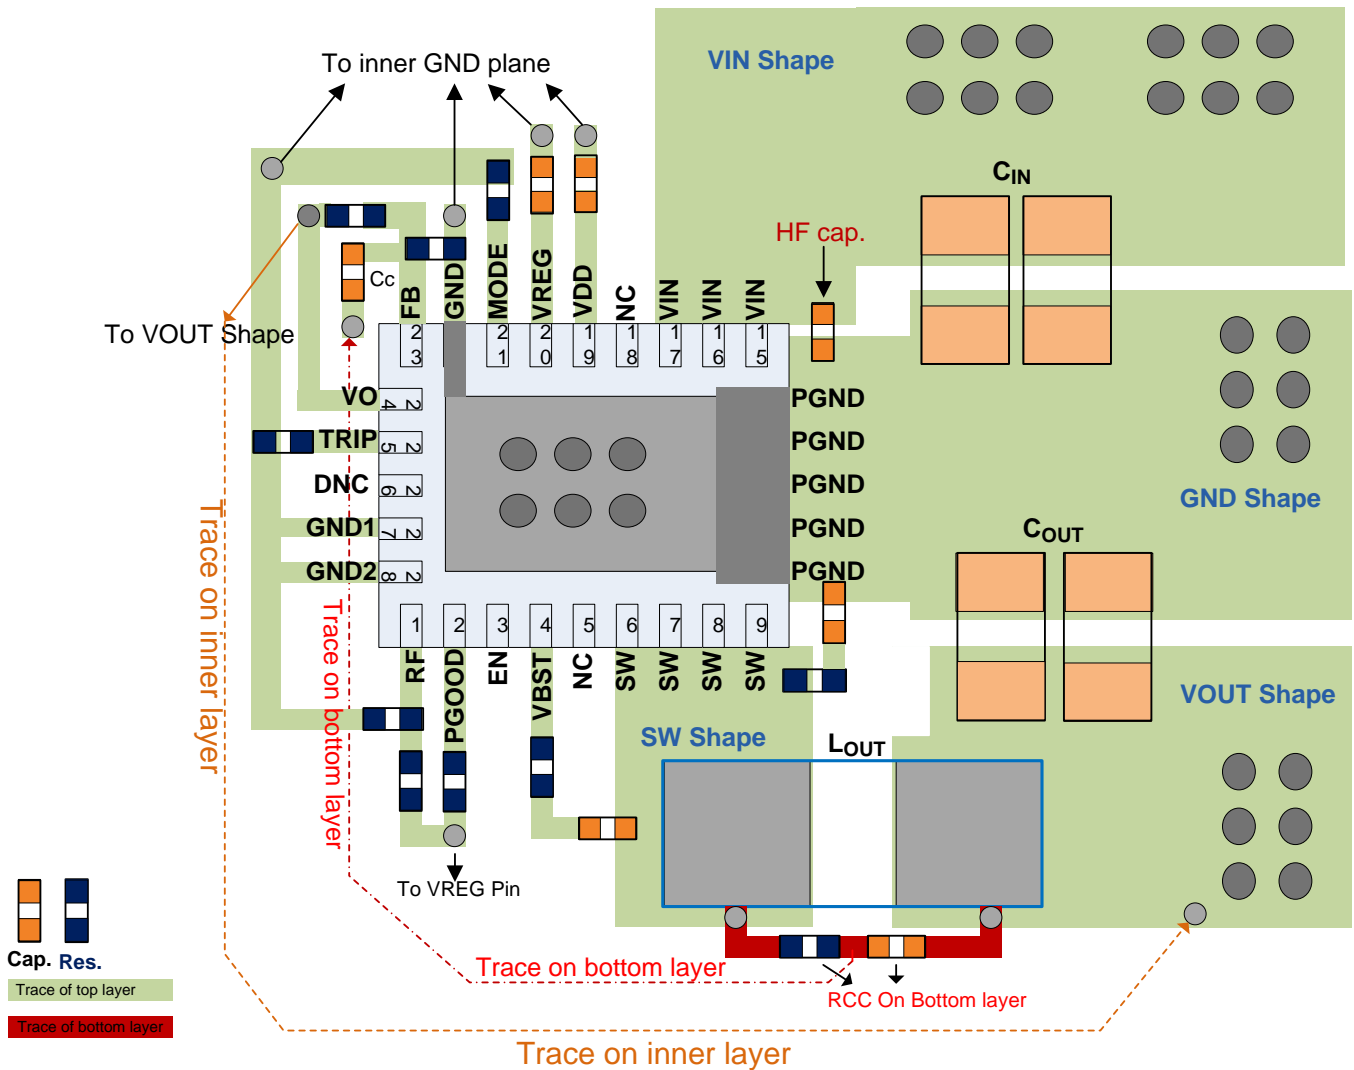 To inner GND plane
VIN Shape
C_IN
HF cap.
Cc
FB
GND
MODE
VREG
VDD
NC
VIN
VIN
VIN
To VOUT Shape
23
21
20
19
18
17
16
15
VO
TRIP
DNC
GND1
GND2
24
25
26
27
28
PGND
PGND
PGND
PGND
PGND
GND Shape
C_OUT
1
2
3
4
5
6
7
8
9
RF
PGOOD
EN
VBST
NC
SW
SW
SW
SW
VOUT Shape
SW Shape
L_OUT
Trace on inner layer
Trace on bottom layer
To VREG Pin
Cap.
Res.
Trace of top layer
Trace of bottom layer
Trace on bottom layer
RCC On Bottom layer
Trace on inner layer